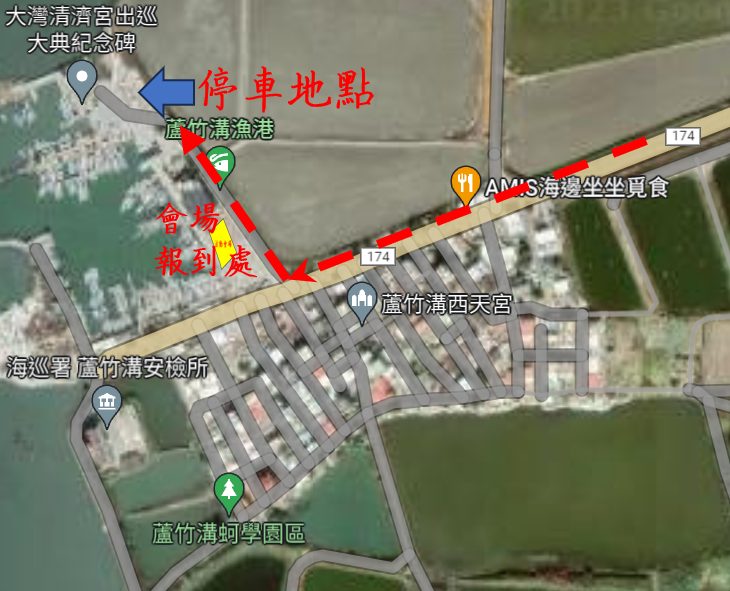 2023 Goo
大灣清濟宮出巡
大典紀念碑
停車地點
蘆竹溝漁港
174
AMIS海邊坐坐覓食
會場
報到處
174
蘆竹溝西天宮
海巡署 蘆竹溝安檢所
蘆竹溝蚵學園區